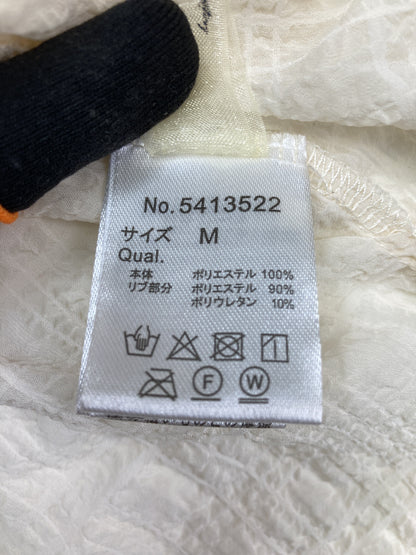 No. 5413522
サイズ M
Qual.
本体 ポリエステル 100%
リブ部分 ポリエステル 90%
ポリウレタン 10%
F W